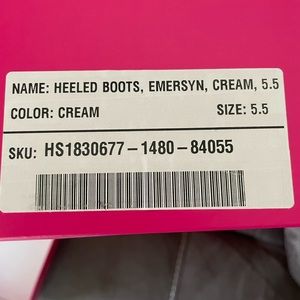 NAME: HEELED BOOTS, EMERSYN, CREAM, 5.5
COLOR: CREAM SIZE: 5.5
SKU: HS1830677-1480-84055